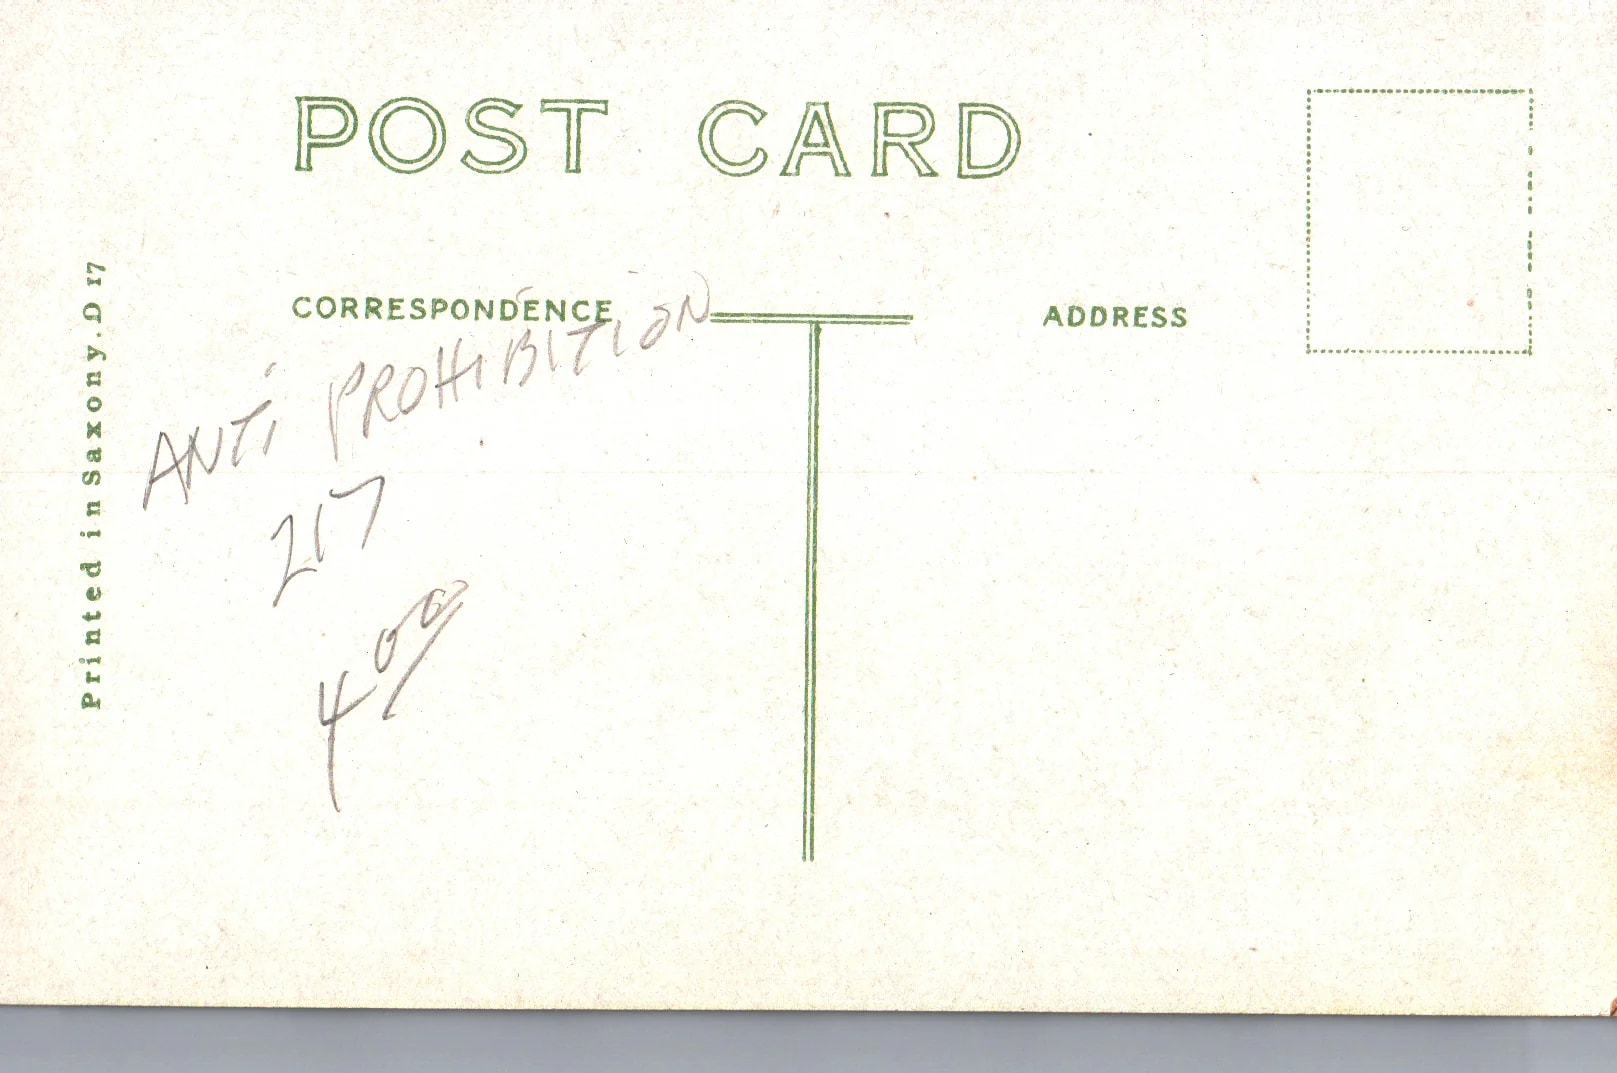 POST CARD
CORRESPONDENCE
ADDRESS
Printed in Saxony. D 17
ANTI PROHIBITION
217
4.00